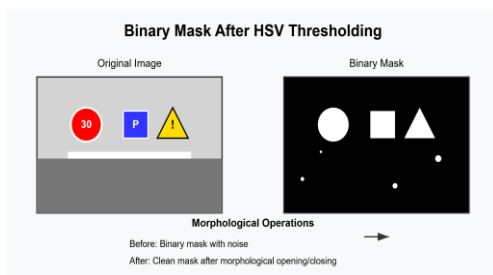 Binary Mask After HSV Thresholding
Original Image
Binary Mask
30
P
!
Morphological Operations
Before: Binary mask with noise
After: Clean mask after morphological opening/closing